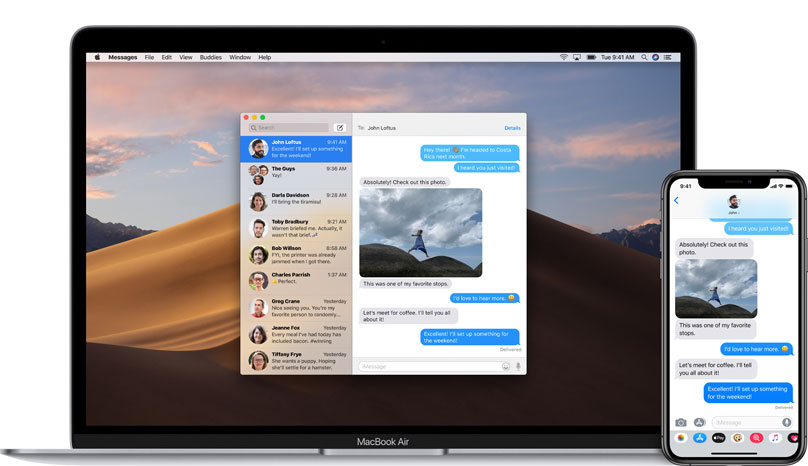 Messages File Edit View Buddies Window Help
Tue 9:41 AM
Search
To: John Loftus
Details
John Loftus 9:41 AM
Excellent! I'll set up something
for the weekend!
The Guys 9:36 AM
Yay!
Darla Davidson 9:28 AM
I'll bring the tiramisu!
Toby Bradbury 9:21 AM
Warren briefed me. Actually, it
wasn't that brief.
Bob Willson 8:58 AM
FYI, the printer was already
jammed when I got there.
Charles Parrish 1:37 AM
👍Perfect.
Greg Crane Yesterday
Nice seeing you. You're my
favorite person to randomly...
Jeanne Fox Yesterday
Every meal I've had today has
included bacon. #winning
Tiffany Frye Yesterday
She wants a puppy. Hoping
she'll settle for a hamster.
Hey there! I'm headed to Costa
Rica next month.
I heard you just visited!
Absolutely! Check out this photo.
This was one of my favorite stops.
I'd love to hear more. 😄
Let's meet for coffee. I'll tell you all
about it!
Excellent! I'll set up something for
the weekend!
Delivered
iMessage
MacBook Air
9:41
John
I heard you just visited!
Absolutely! Check out this
photo.
This was one of my favorite
stops.
I'd love to hear more. 😄
Let's meet for coffee. I'll tell
you all about it!
Excellent! I'll set up something
for the weekend!
Delivered
iMessage
Pay